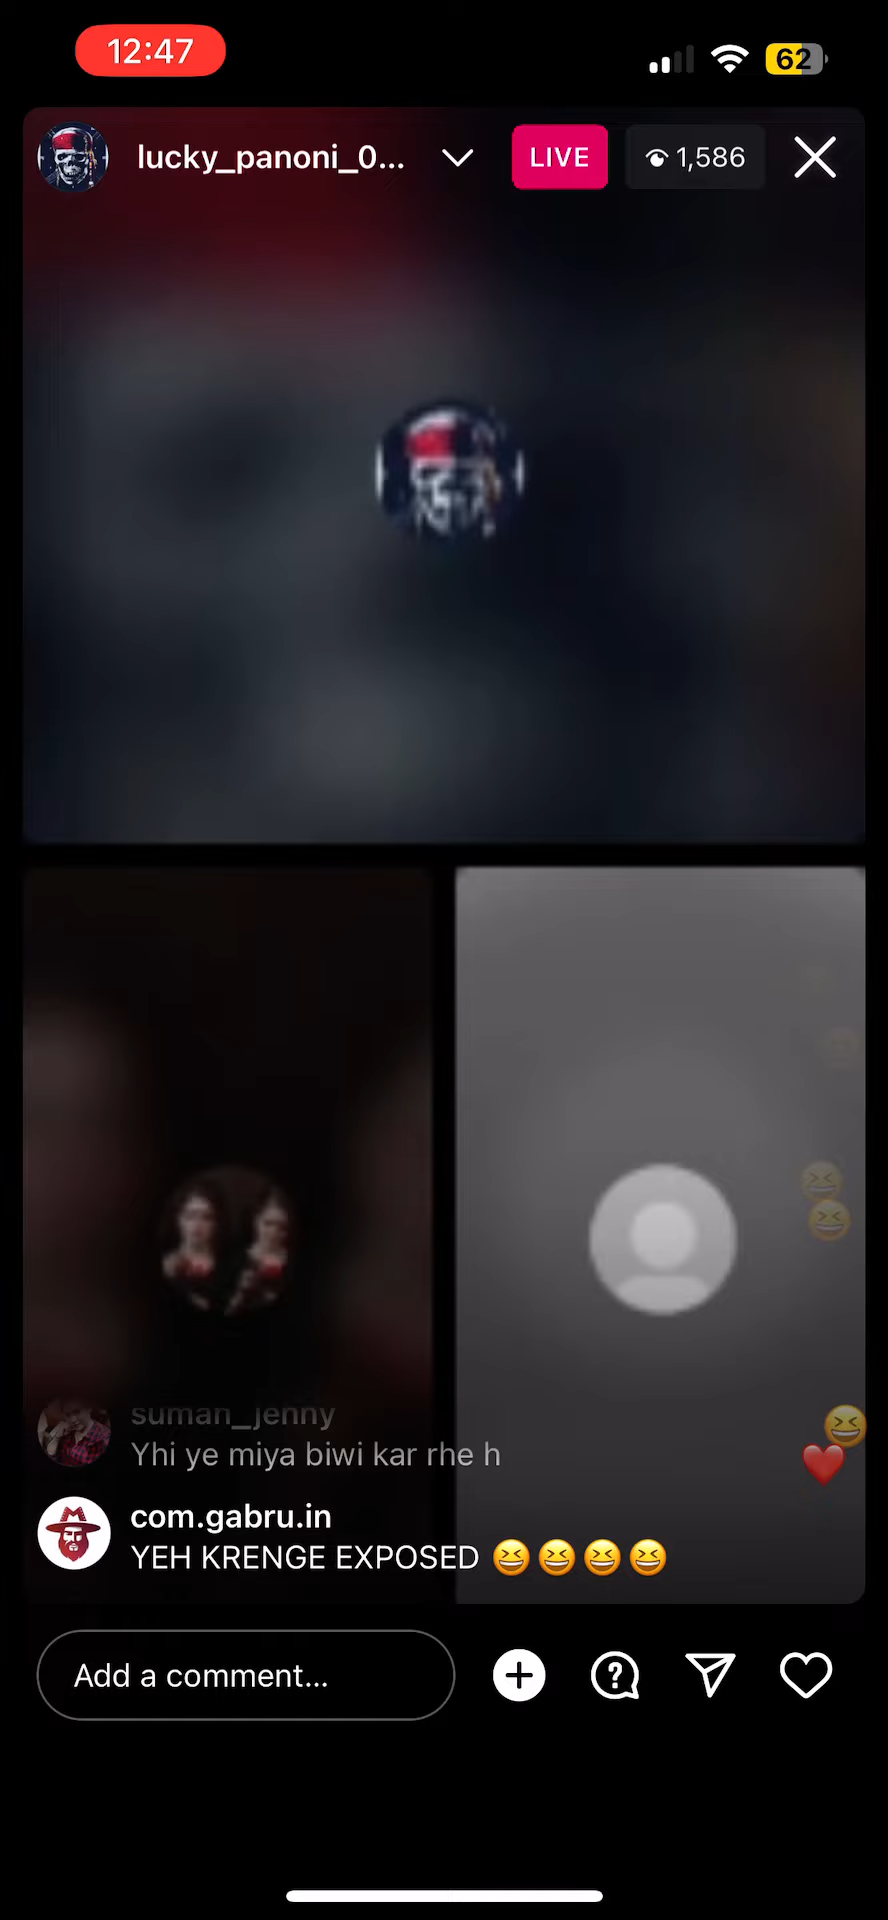 12:47
62
lucky_panoni_0...
LIVE
1,586
suman_jenny
Yhi ye miya biwi kar rhe h
com.gabru.in
YEH KRENGE EXPOSED 😆😆😆😆
Add a comment...